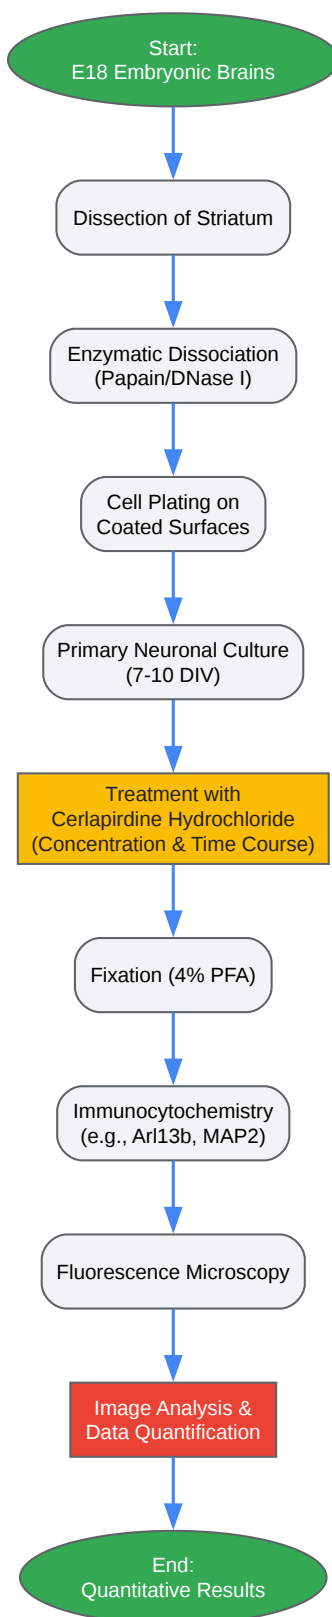 Start:
E18 Embryonic Brains
Dissection of Striatum
Enzymatic Dissociation
(Papain/DNase I)
Cell Plating on
Coated Surfaces
Primary Neuronal Culture
(7-10 DIV)
Treatment with
Cerlapirdine Hydrochloride
(Concentration & Time Course)
Fixation (4% PFA)
Immunocytochemistry
(e.g., Arl13b, MAP2)
Fluorescence Microscopy
Image Analysis &
Data Quantification
End:
Quantitative Results